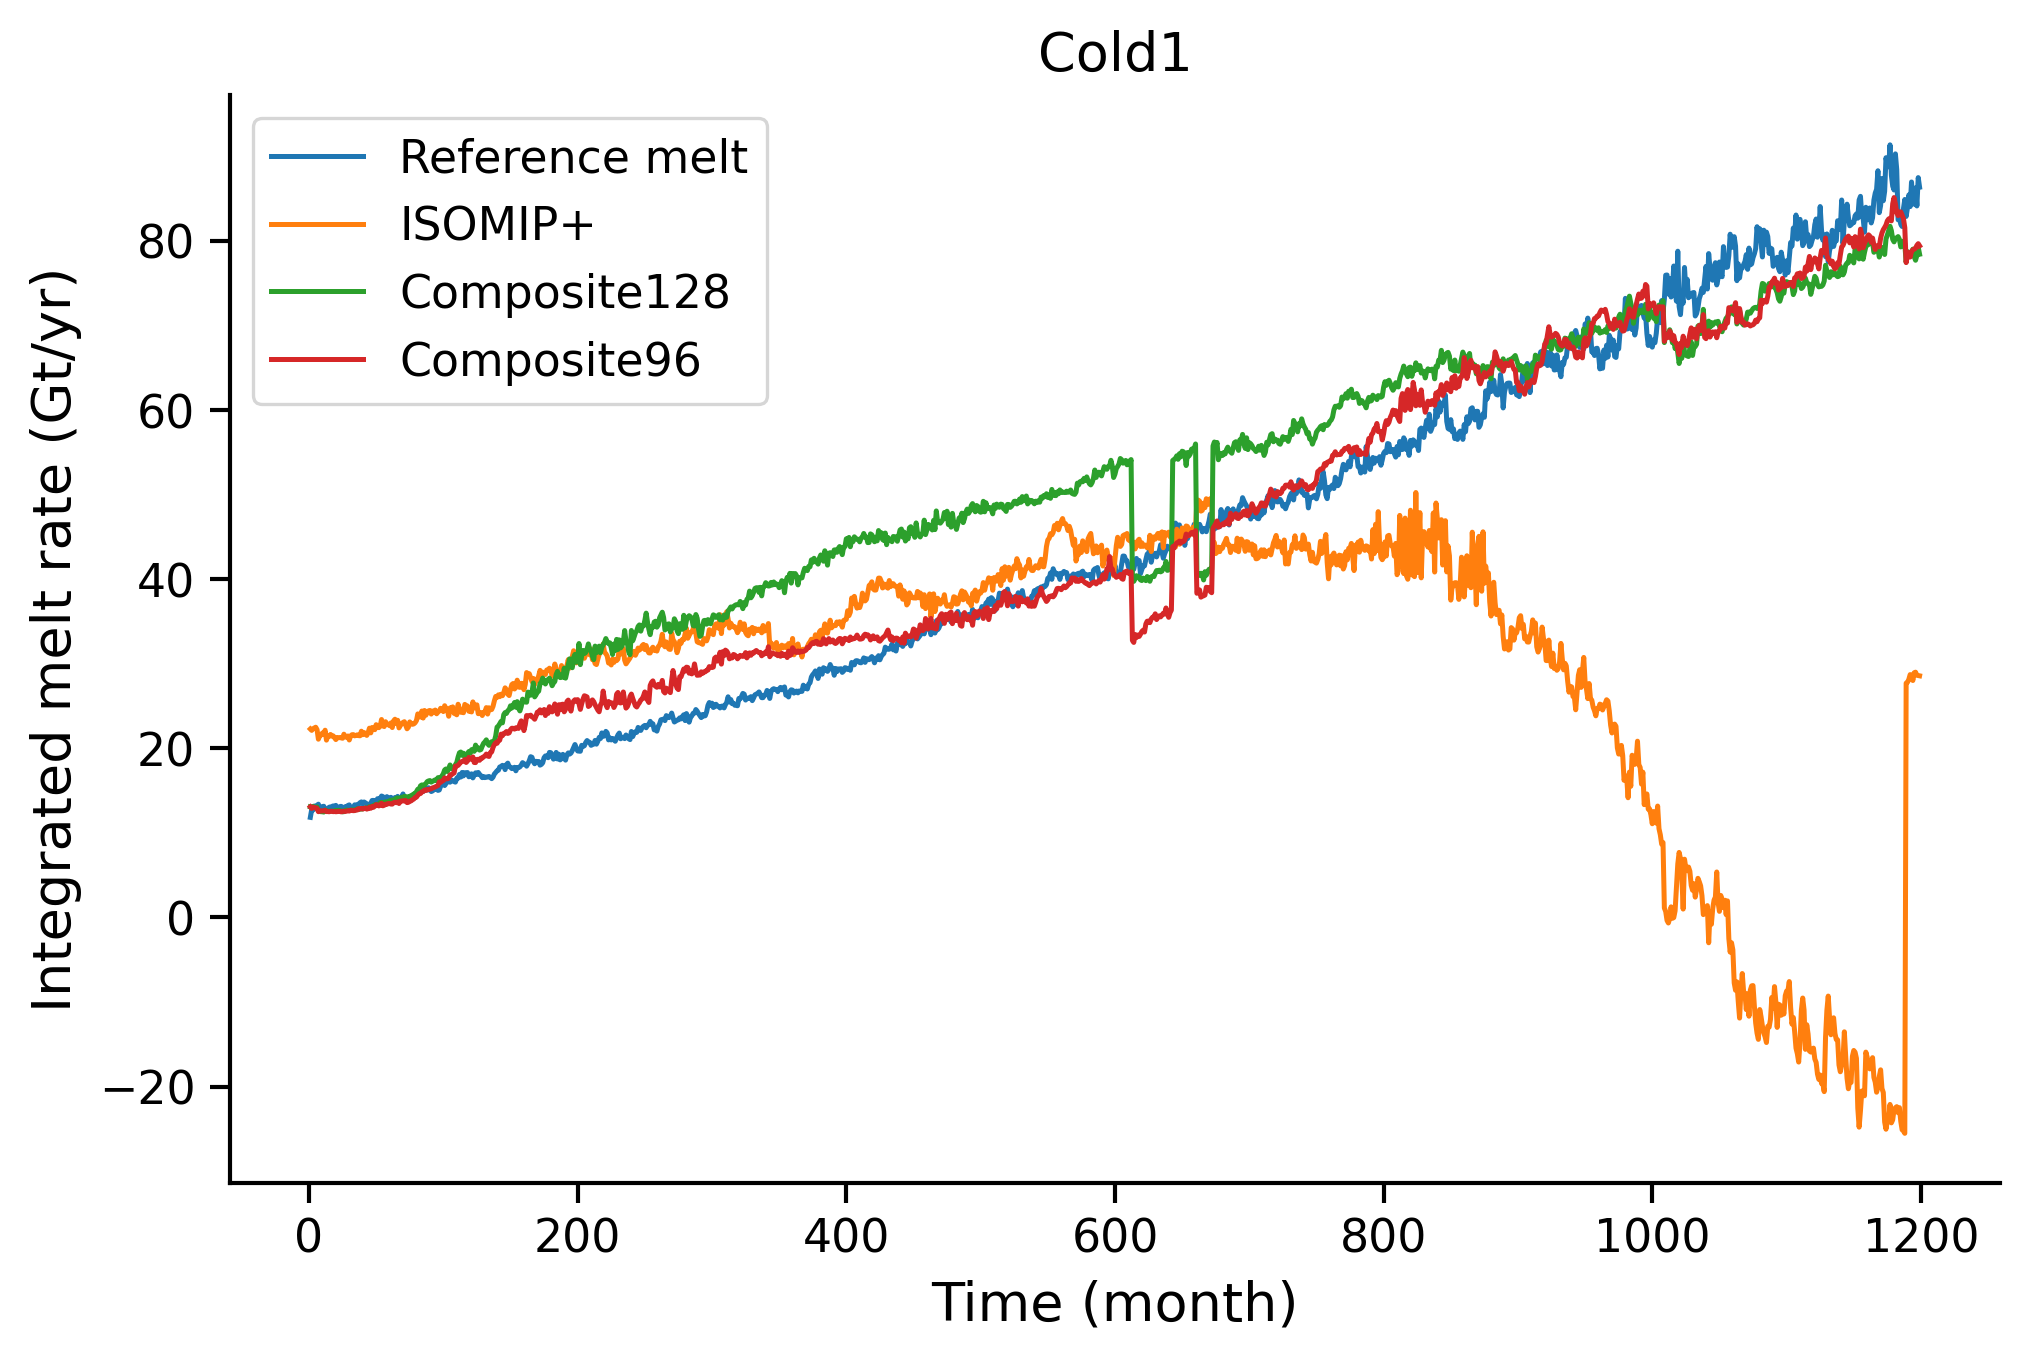 Cold1
Reference melt
ISOMIP+
Composite128
Composite96
Integrated melt rate (Gt/yr)
80
60
40
20
0
−20
0 200 400 600 800 1000 1200
Time (month)